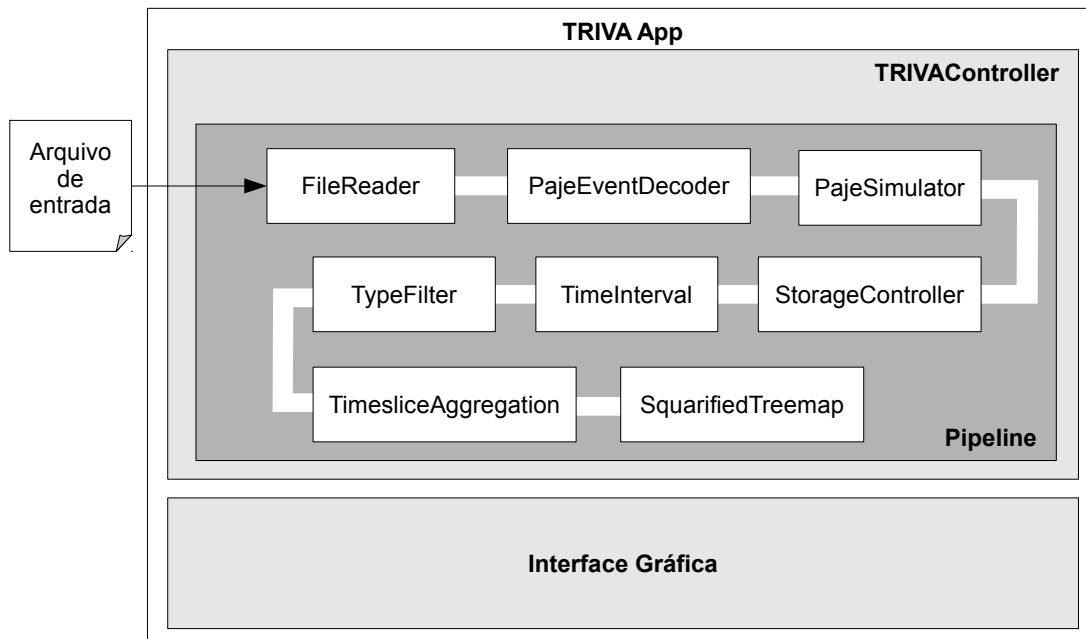 TRIVA App
TRIVAController
Arquivo
de
entrada
FileReader
PajeEventDecoder
PajeSimulator
TypeFilter
TimeInterval
StorageController
TimesliceAggregation
SquarifiedTreemap
Pipeline
Interface Gráfica